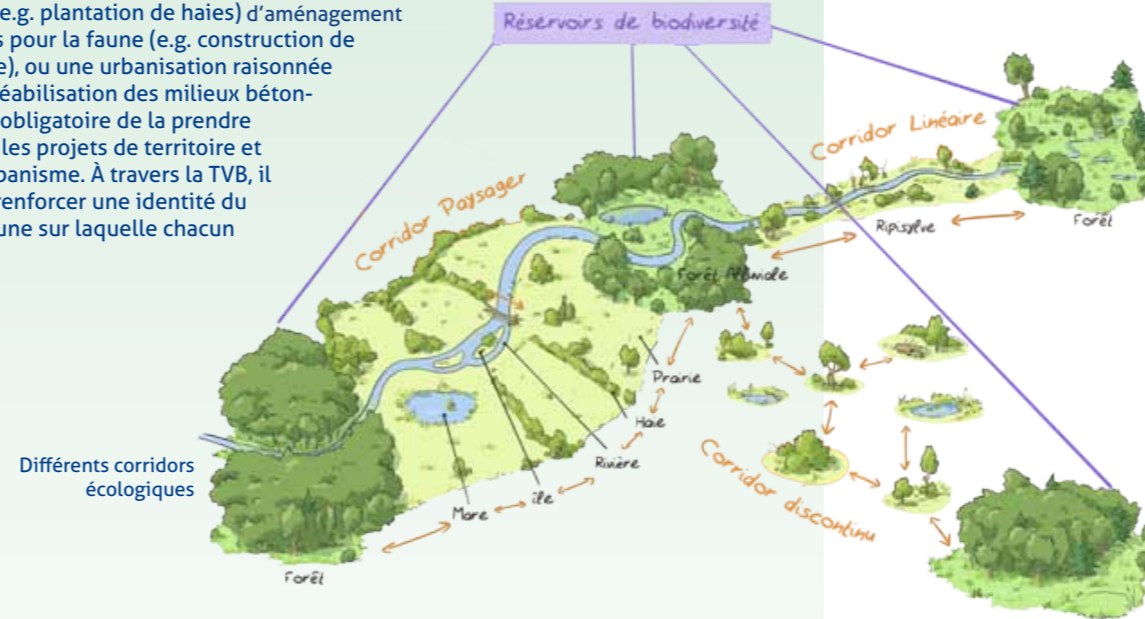 (e.g. plantation de haies) d'aménagement
s pour la faune (e.g. construction de
e), ou une urbanisation raisonnée
éabilisation des milieux béton-
obligatoire de la prendre
les projets de territoire et
banisme. À travers la TVB, il
renforcer une identité du
une sur laquelle chacun
Réservoirs de biodiversité
Corridor Linéaire
Corridor Paysager
Ripisylve
Forêt
Forêt Alluviale
Prairie
Haie
Rivière
île
Mare
Corridor discontinu
Différents corridors
écologiques
Forêt